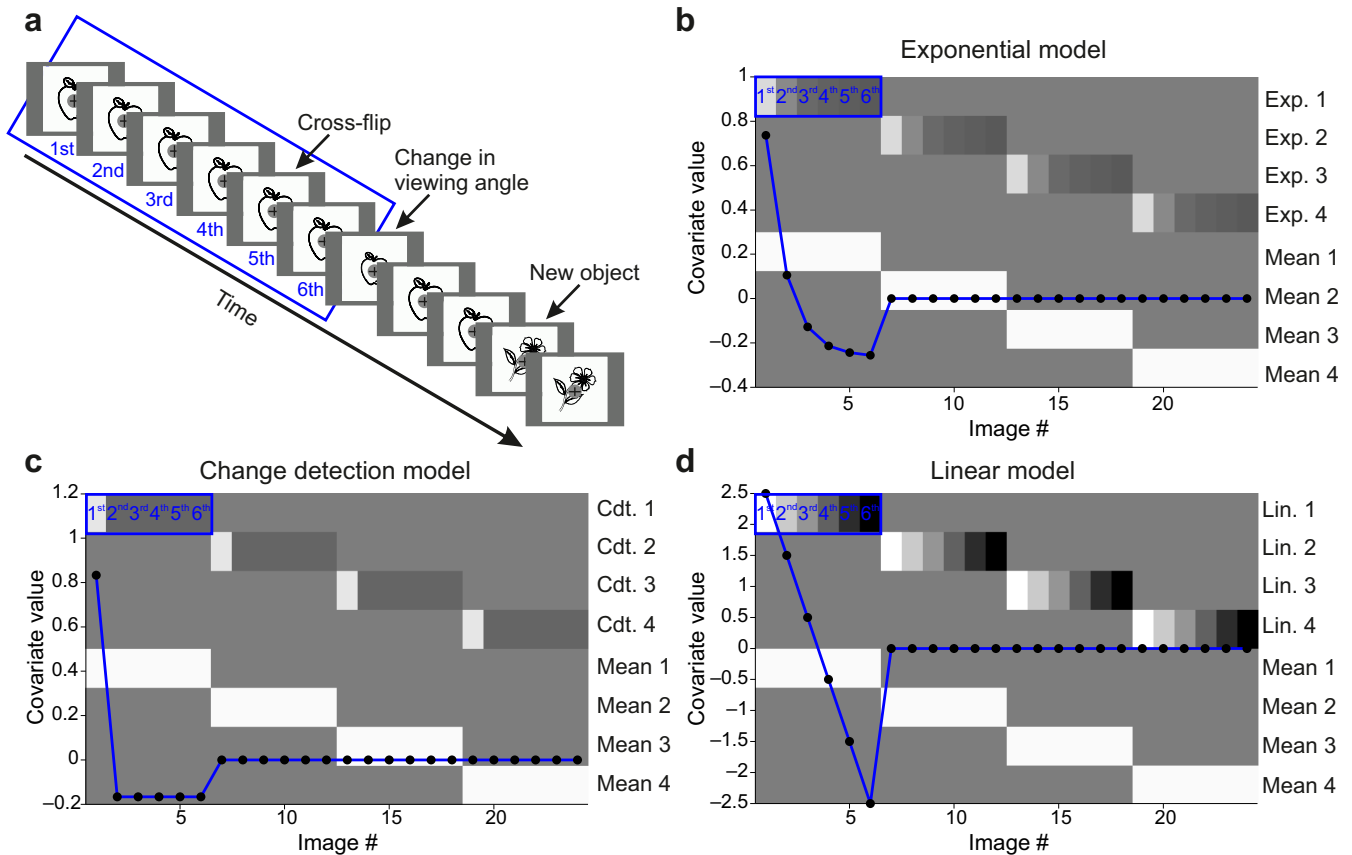 a
1st
2nd
3rd
4th
5th
6th
Cross-flip
Change in
viewing angle
New object
Time
b
Exponential model
Covariate value
1
0.8
0.6
0.4
0.2
0
−0.2
−0.4
1st 2nd 3rd 4th 5th 6th
Exp. 1
Exp. 2
Exp. 3
Exp. 4
Mean 1
Mean 2
Mean 3
Mean 4
5 10 15 20
Image #
c
Change detection model
Covariate value
1.2
1
0.8
0.6
0.4
0.2
0
−0.2
1st 2nd 3rd 4th 5th 6th
Cdt. 1
Cdt. 2
Cdt. 3
Cdt. 4
Mean 1
Mean 2
Mean 3
Mean 4
5 10 15 20
Image #
d
Linear model
Covariate value
2.5
2
1.5
1
0.5
0
−0.5
−1
−1.5
−2
−2.5
1st 2nd 3rd 4th 5th 6th
Lin. 1
Lin. 2
Lin. 3
Lin. 4
Mean 1
Mean 2
Mean 3
Mean 4
5 10 15 20
Image #